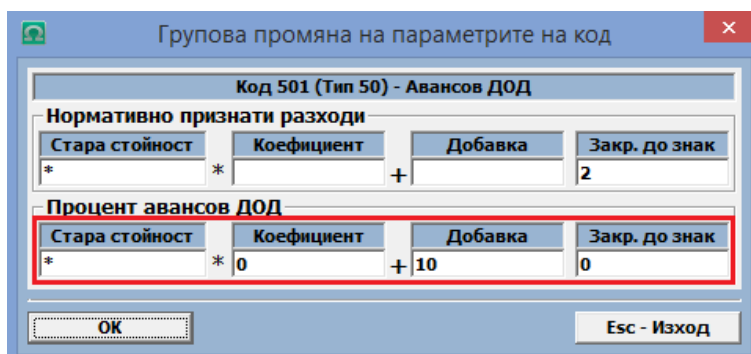 Групова промяна на параметрите на код
Код 501 (Тип 50) - Авансов ДОД
Нормативно признати разходи
Стара стойност Коефициент Добавка Закр. до знак
* * + 2
Процент авансов ДОД
Стара стойност Коефициент Добавка Закр. до знак
* * 0 + 10 0
ОК Esc - Изход